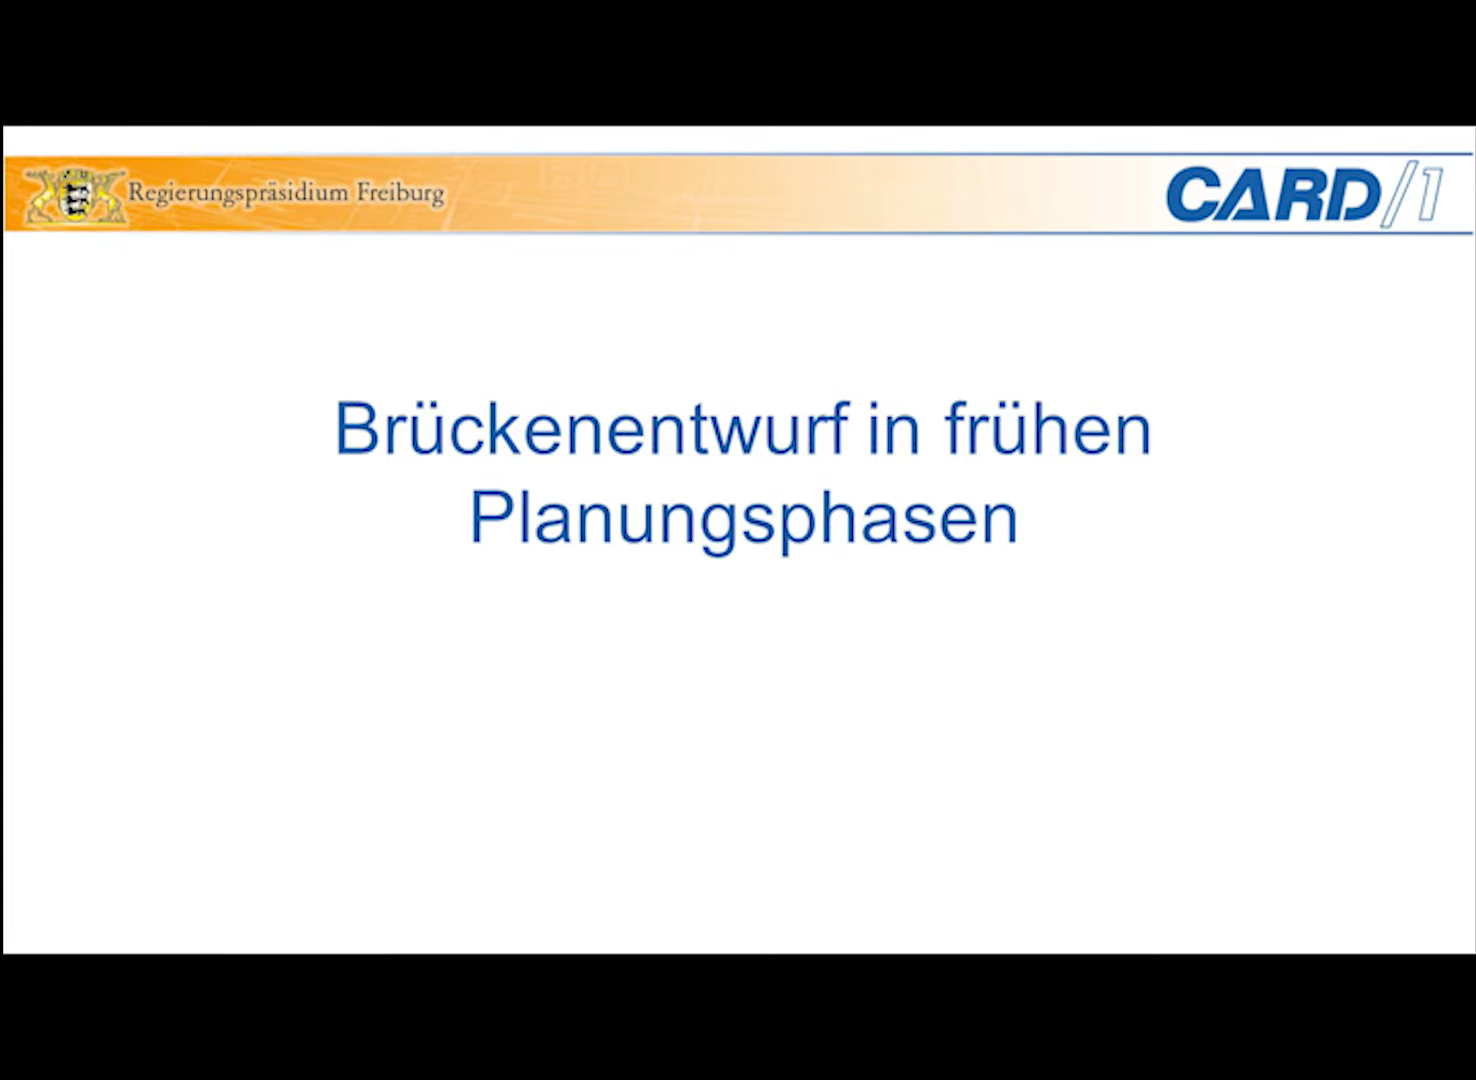 Regierungspräsidium Freiburg
CARD/1
Brückenentwurf in frühen
Planungsphasen